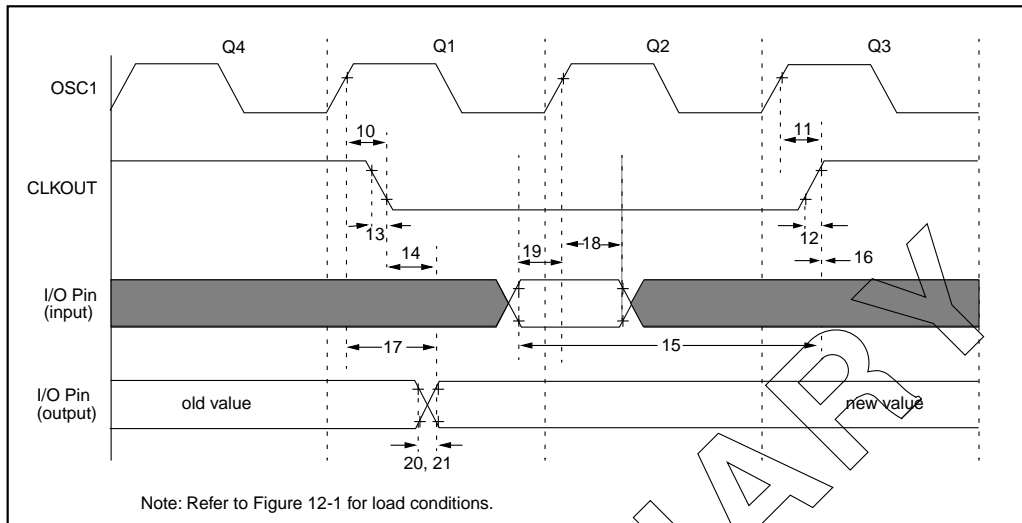 Q4 Q1 Q2 Q3
OSC1
10 11
CLKOUT
13 12
14 19 18 16
I/O Pin
(input)
17 15
I/O Pin
(output)
old value new value
20, 21
Note: Refer to Figure 12-1 for load conditions.